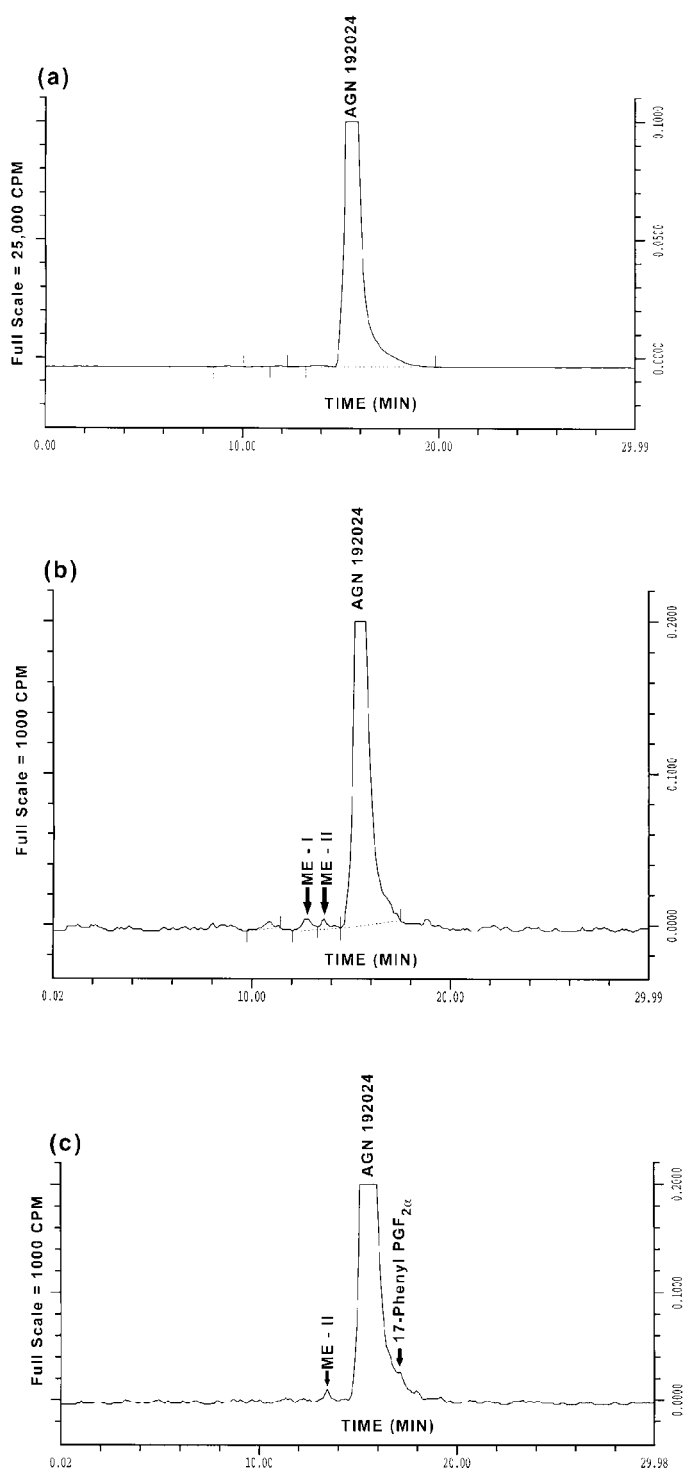 (a)
AGN 192024
Full Scale = 25,000 CPM
0.1000
0.0500
0.0000
TIME (MIN)
0.00 10.00 20.00 29.99
(b)
AGN 192024
Full Scale = 1000 CPM
0.2000
0.1000
0.0000
ME - I
ME - II
TIME (MIN)
0.02 10.00 20.00 29.99
(c)
AGN 192024
Full Scale = 1000 CPM
0.2000
0.1000
0.0000
ME - II
17-Phenyl PGF2α
TIME (MIN)
0.02 10.00 20.00 29.98